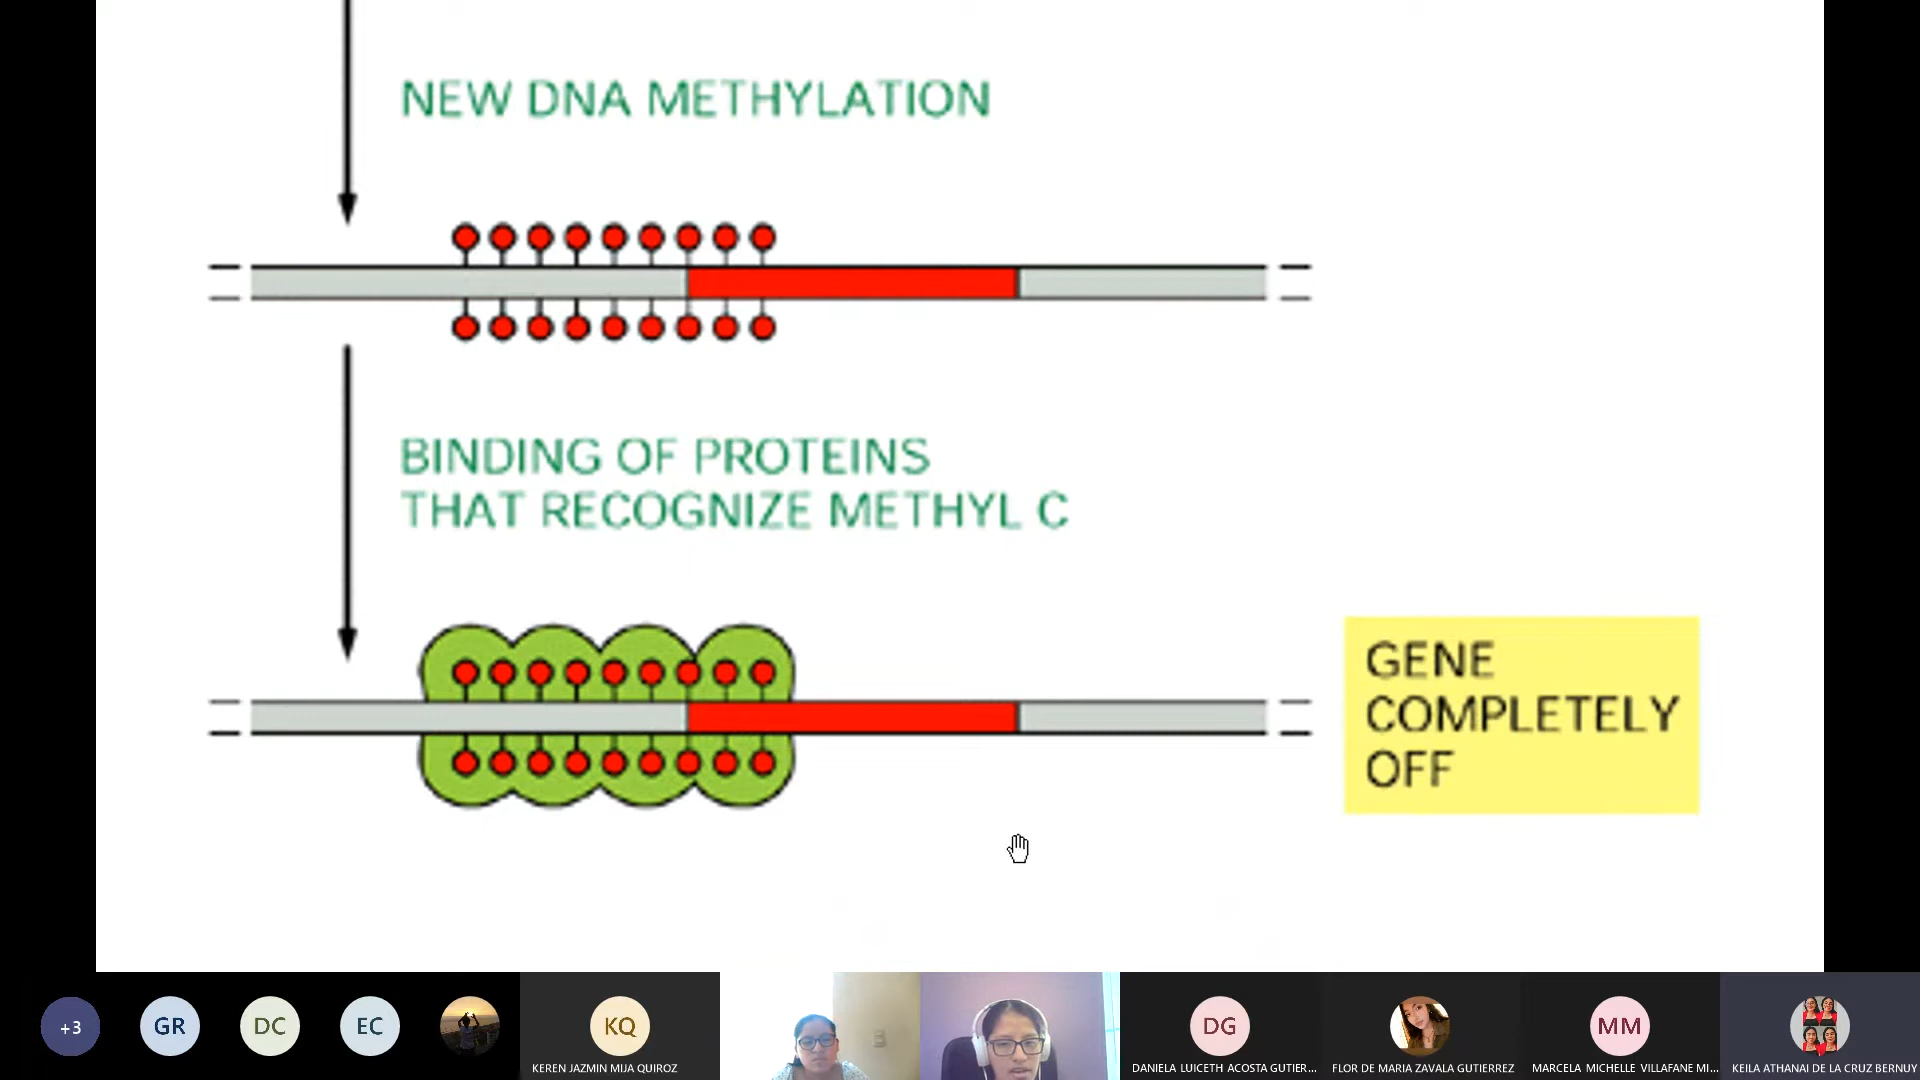 NEW DNA METHYLATION
BINDING OF PROTEINS
THAT RECOGNIZE METHYL C
GENE
COMPLETELY
OFF
+3
GR
DC
EC
KQ
KEREN JAZMIN MIJA QUIROZ
DG
DANIELA LUICETH ACOSTA GUTIER...
FLOR DE MARIA ZAVALA GUTIERREZ
MM
MARCELA MICHELLE VILLAFANE MI...
KEILA ATHANAI DE LA CRUZ BERNUY